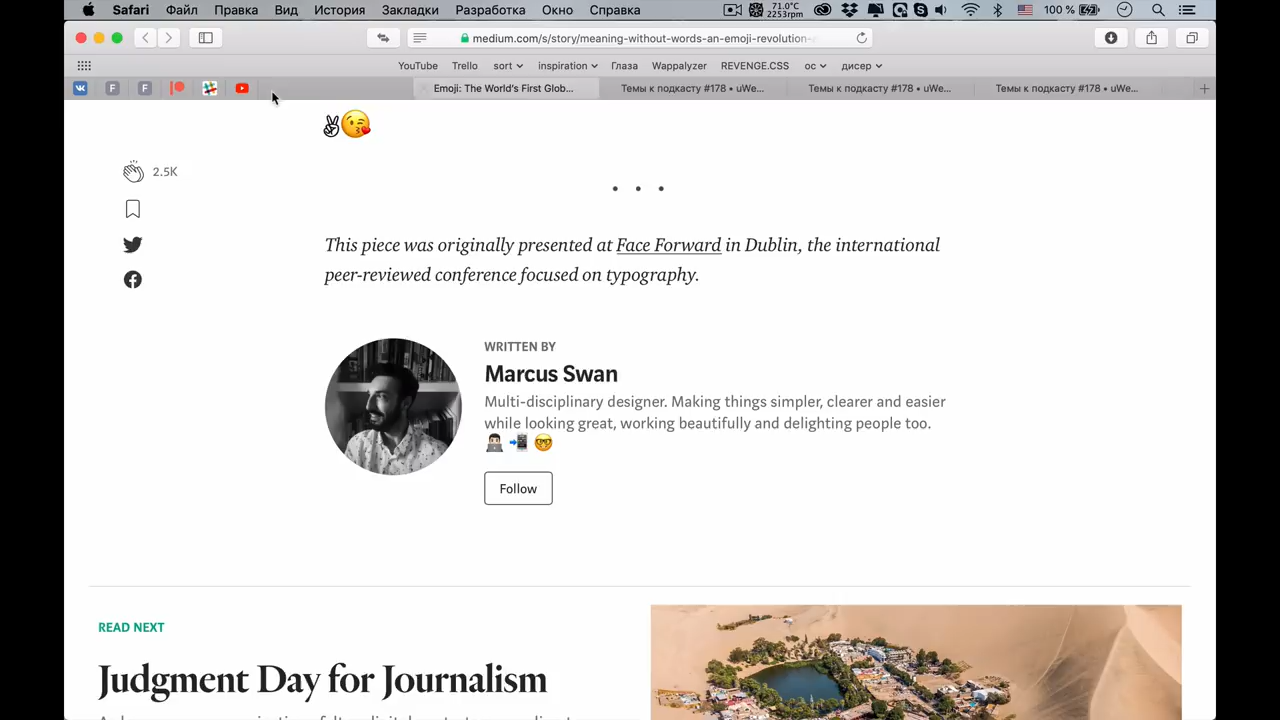 Safari Файл Правка Вид История Закладки Разработка Окно Справка 71.0°C 2253rpm 100 %
medium.com/s/story/meaning-without-words-an-emoji-revolution-
YouTube Trello sort inspiration Глаза Wappalyzer REVENGE.CSS ос дисер
F F Emoji: The World's First Glob... Темы к подкасту #178 • uWe... Темы к подкасту #178 • uWe... Темы к подкасту #178 • uWe...
✌😘
2.5K
• • •
This piece was originally presented at Face Forward in Dublin, the international
peer-reviewed conference focused on typography.
WRITTEN BY
Marcus Swan
Multi-disciplinary designer. Making things simpler, clearer and easier
while looking great, working beautifully and delighting people too.
👨🏻‍💻 📲 🤓
Follow
READ NEXT
Judgment Day for Journalism